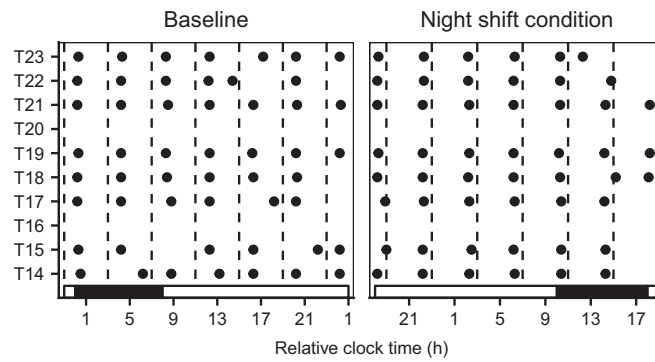 Baseline
Night shift condition
T23
T22
T21
T20
T19
T18
T17
T16
T15
T14
1 5 9 13 17 21 1
21 1 5 9 13 17
Relative clock time (h)